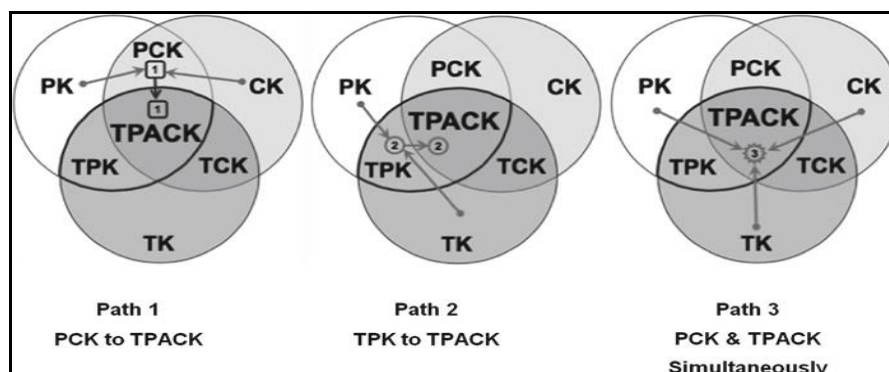 PCK
1
PK
CK
1
TPACK
TPK
TCK
TK
Path 1
PCK to TPACK
PCK
PK
CK
TPACK
2
2
TPK
TCK
TK
Path 2
TPK to TPACK
PCK
PK
CK
TPACK
3
TPK
TCK
TK
Path 3
PCK & TPACK
Simultaneously